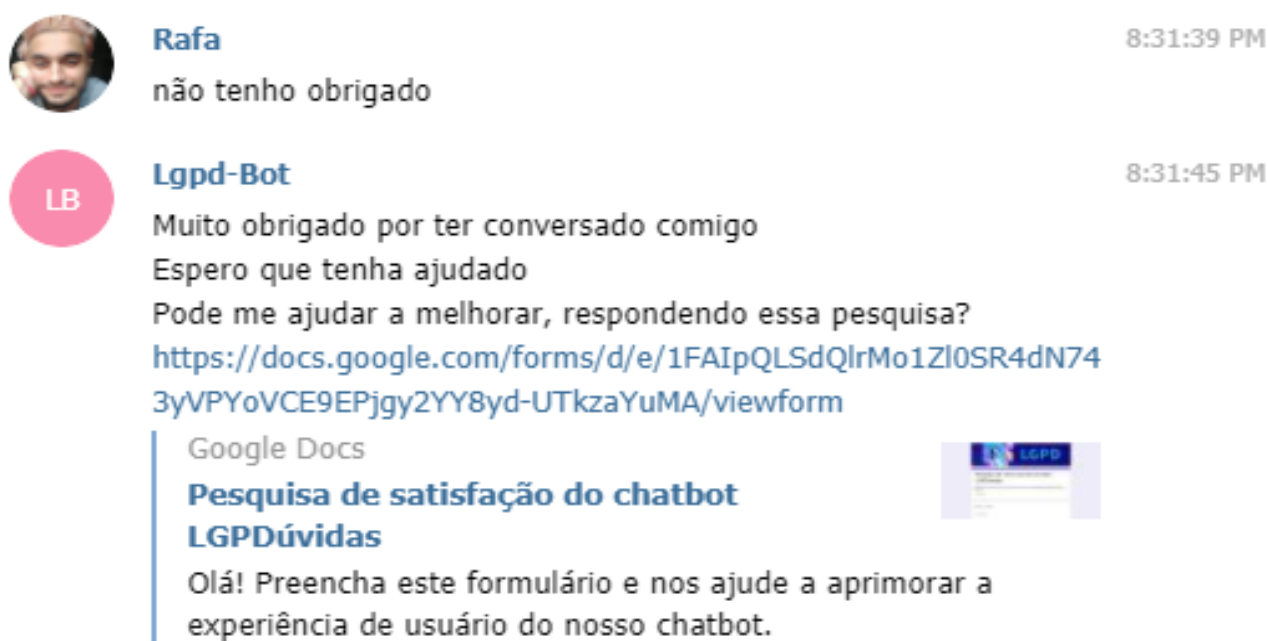 Rafa
8:31:39 PM
não tenho obrigado
LB
Lgpd-Bot
8:31:45 PM
Muito obrigado por ter conversado comigo
Espero que tenha ajudado
Pode me ajudar a melhorar, respondendo essa pesquisa?
https://docs.google.com/forms/d/e/1FAIpQLSdQlrMo1Zl0SR4dN74
3yVPYoVCE9EPjgy2YY8yd-UTkzaYuMA/viewform
Google Docs
LGPD
Pesquisa de satisfação do chatbot
LGPDúvidas
Olá! Preencha este formulário e nos ajude a aprimorar a
experiência de usuário do nosso chatbot.